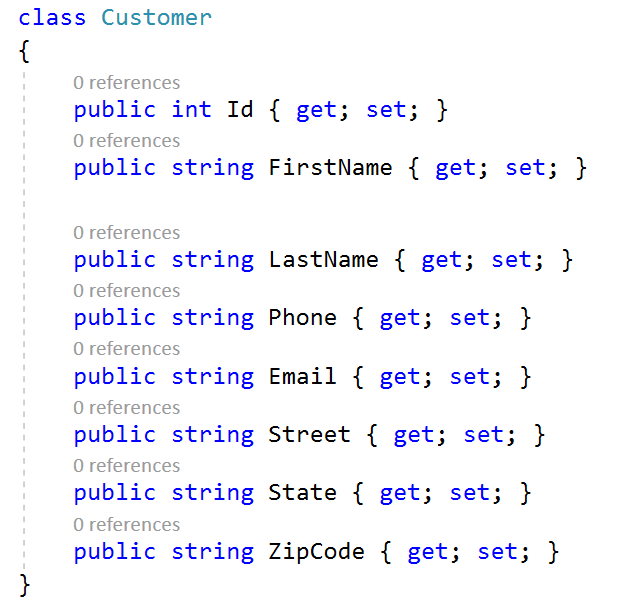 class Customer
{
0 references
public int Id { get; set; }
0 references
public string FirstName { get; set; }
0 references
public string LastName { get; set; }
0 references
public string Phone { get; set; }
0 references
public string Email { get; set; }
0 references
public string Street { get; set; }
0 references
public string State { get; set; }
0 references
public string ZipCode { get; set; }
}